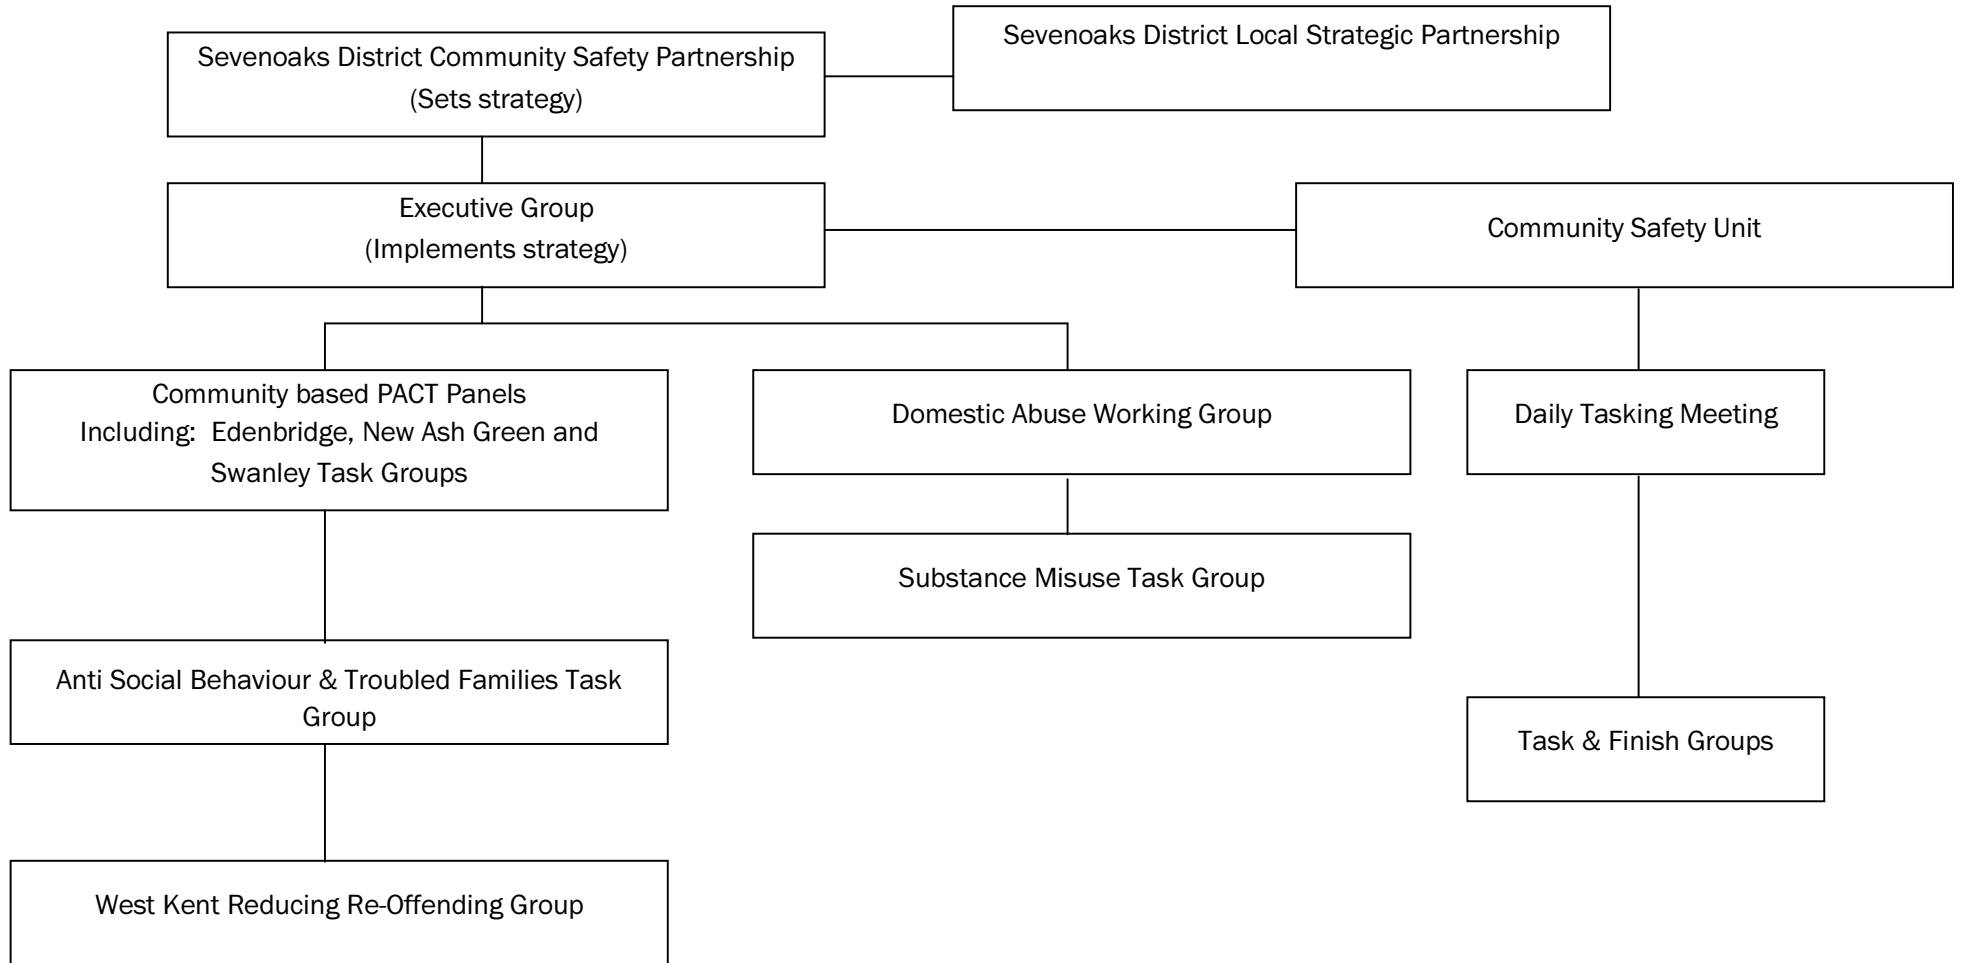 Sevenoaks District Local Strategic Partnership
Sevenoaks District Community Safety Partnership
(Sets strategy)
Executive Group
(Implements strategy)
Community Safety Unit
Community based PACT Panels
Including:  Edenbridge, New Ash Green and
Swanley Task Groups
Domestic Abuse Working Group
Daily Tasking Meeting
Substance Misuse Task Group
Anti Social Behaviour & Troubled Families Task
Group
Task & Finish Groups
West Kent Reducing Re-Offending Group